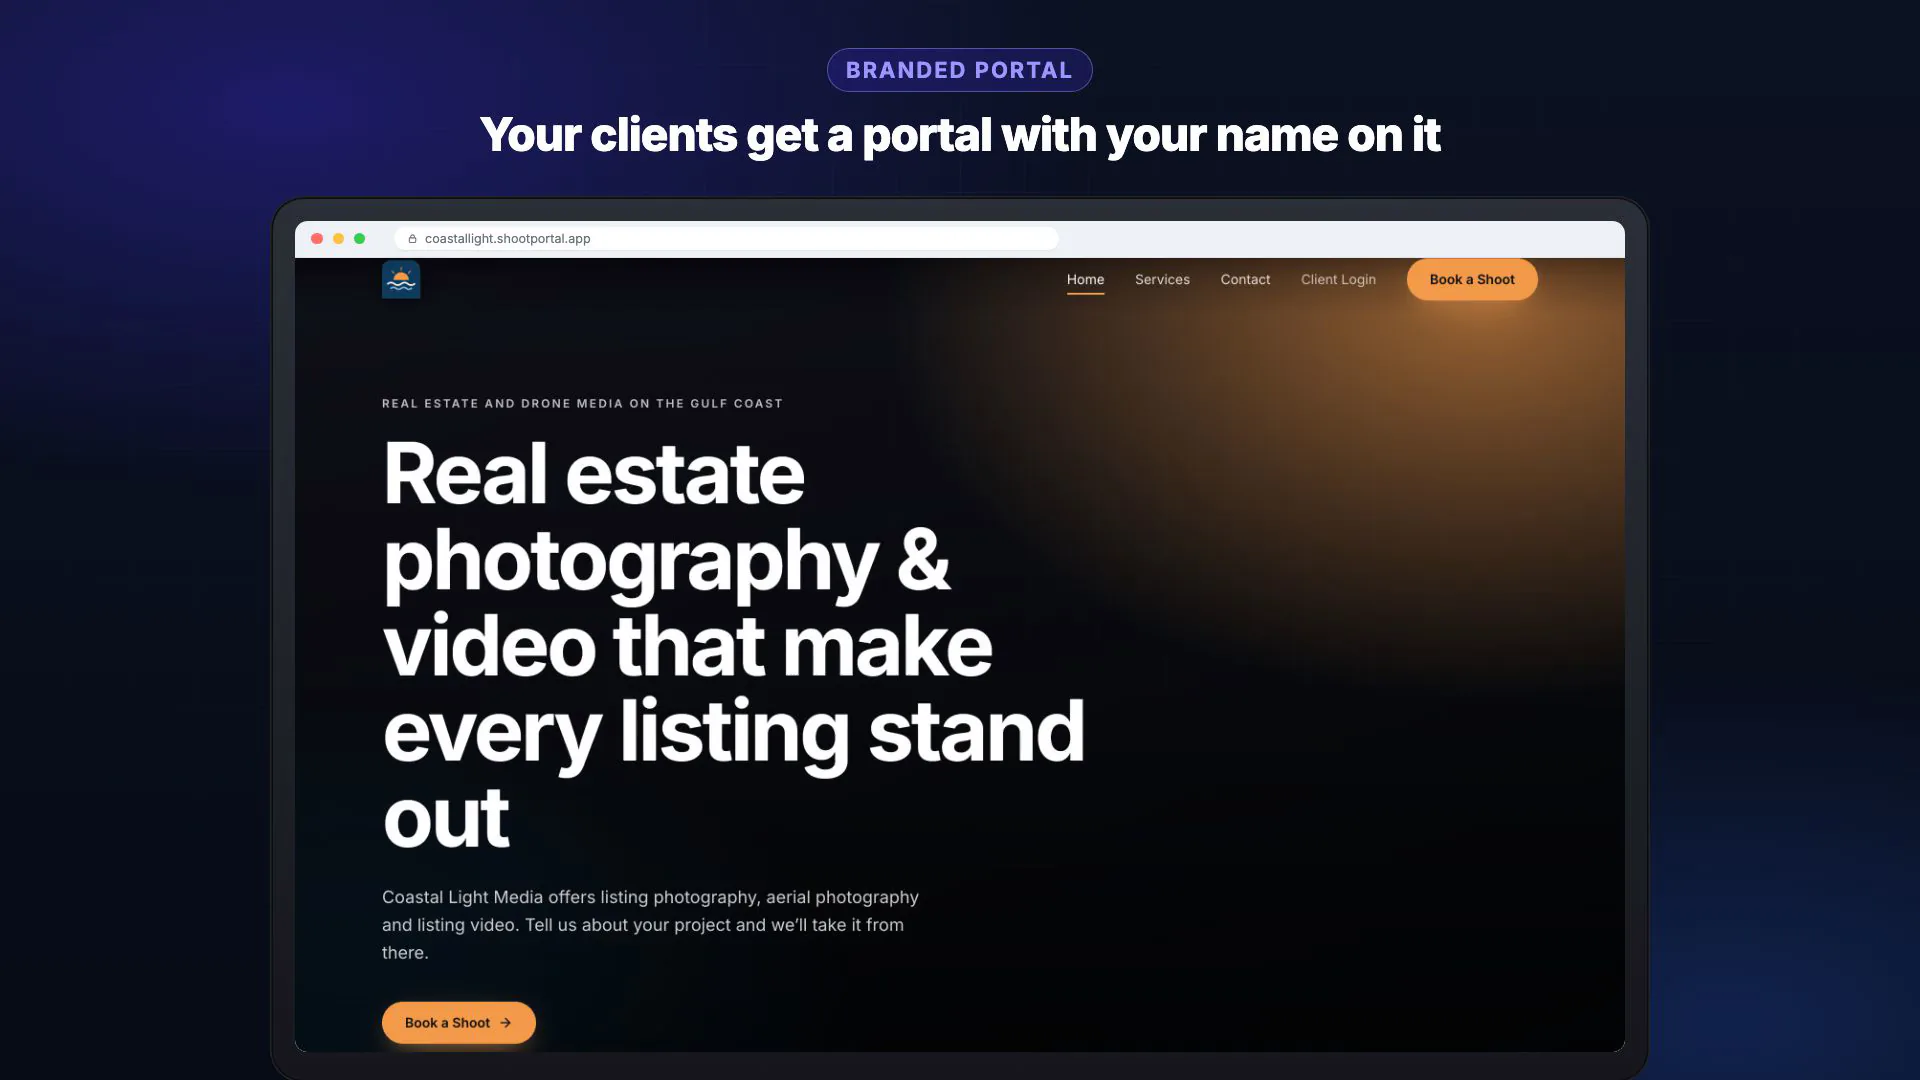 BRANDED PORTAL
Your clients get a portal with your name on it
coastallight.shootportal.app
Home Services Contact Client Login Book a Shoot
REAL ESTATE AND DRONE MEDIA ON THE GULF COAST
Real estate
photography &
video that make
every listing stand
out
Coastal Light Media offers listing photography, aerial photography
and listing video. Tell us about your project and we’ll take it from
there.
Book a Shoot →